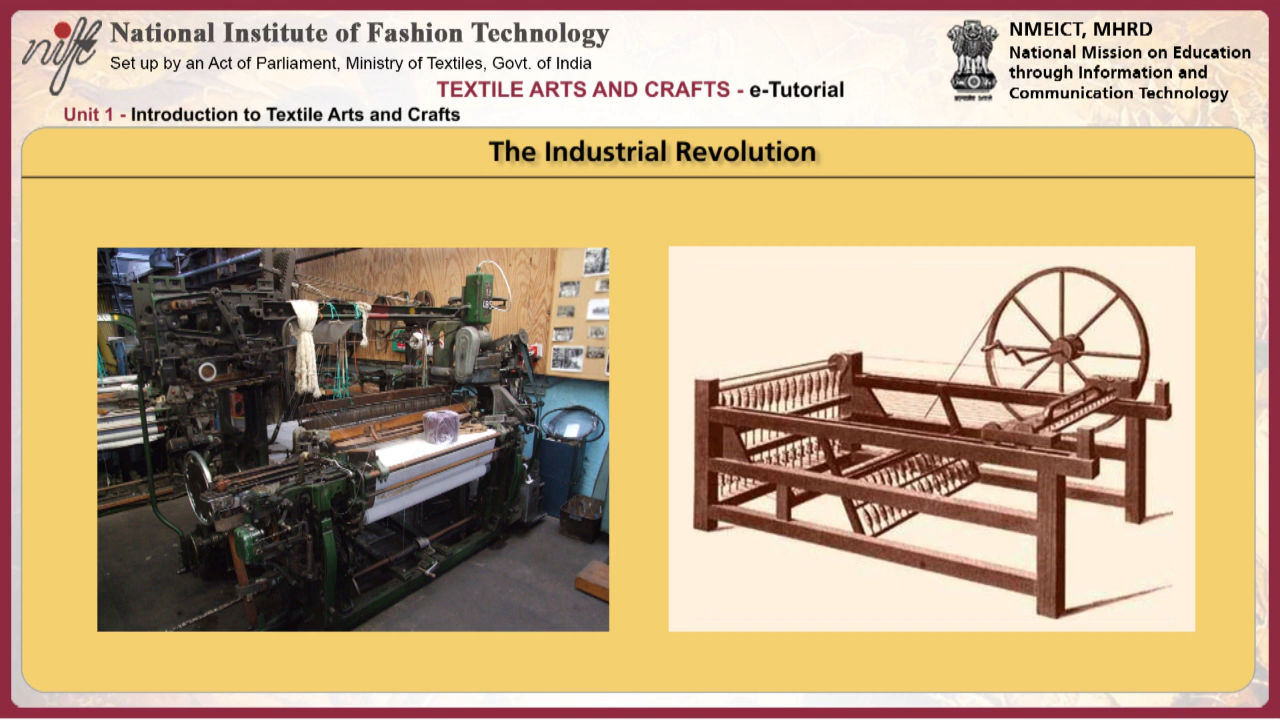 nift
National Institute of Fashion Technology
Set up by an Act of Parliament, Ministry of Textiles, Govt. of India
NMEICT, MHRD
National Mission on Education
through Information and
Communication Technology
TEXTILE ARTS AND CRAFTS - e-Tutorial
Unit 1 - Introduction to Textile Arts and Crafts
The Industrial Revolution